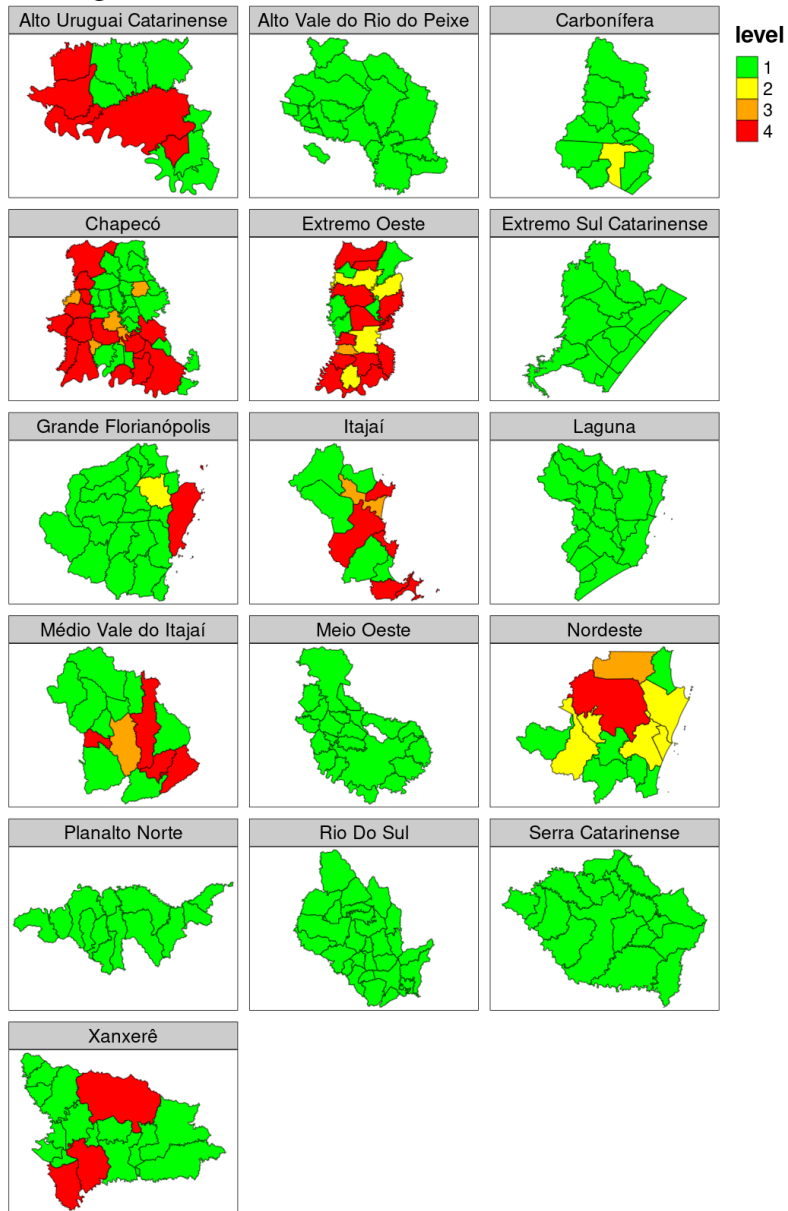 Alto Uruguai Catarinense
Alto Vale do Rio do Peixe
Carbonífera
level
1
2
3
4
Chapecó
Extremo Oeste
Extremo Sul Catarinense
Grande Florianópolis
Itajaí
Laguna
Médio Vale do Itajaí
Meio Oeste
Nordeste
Planalto Norte
Rio Do Sul
Serra Catarinense
Xanxerê